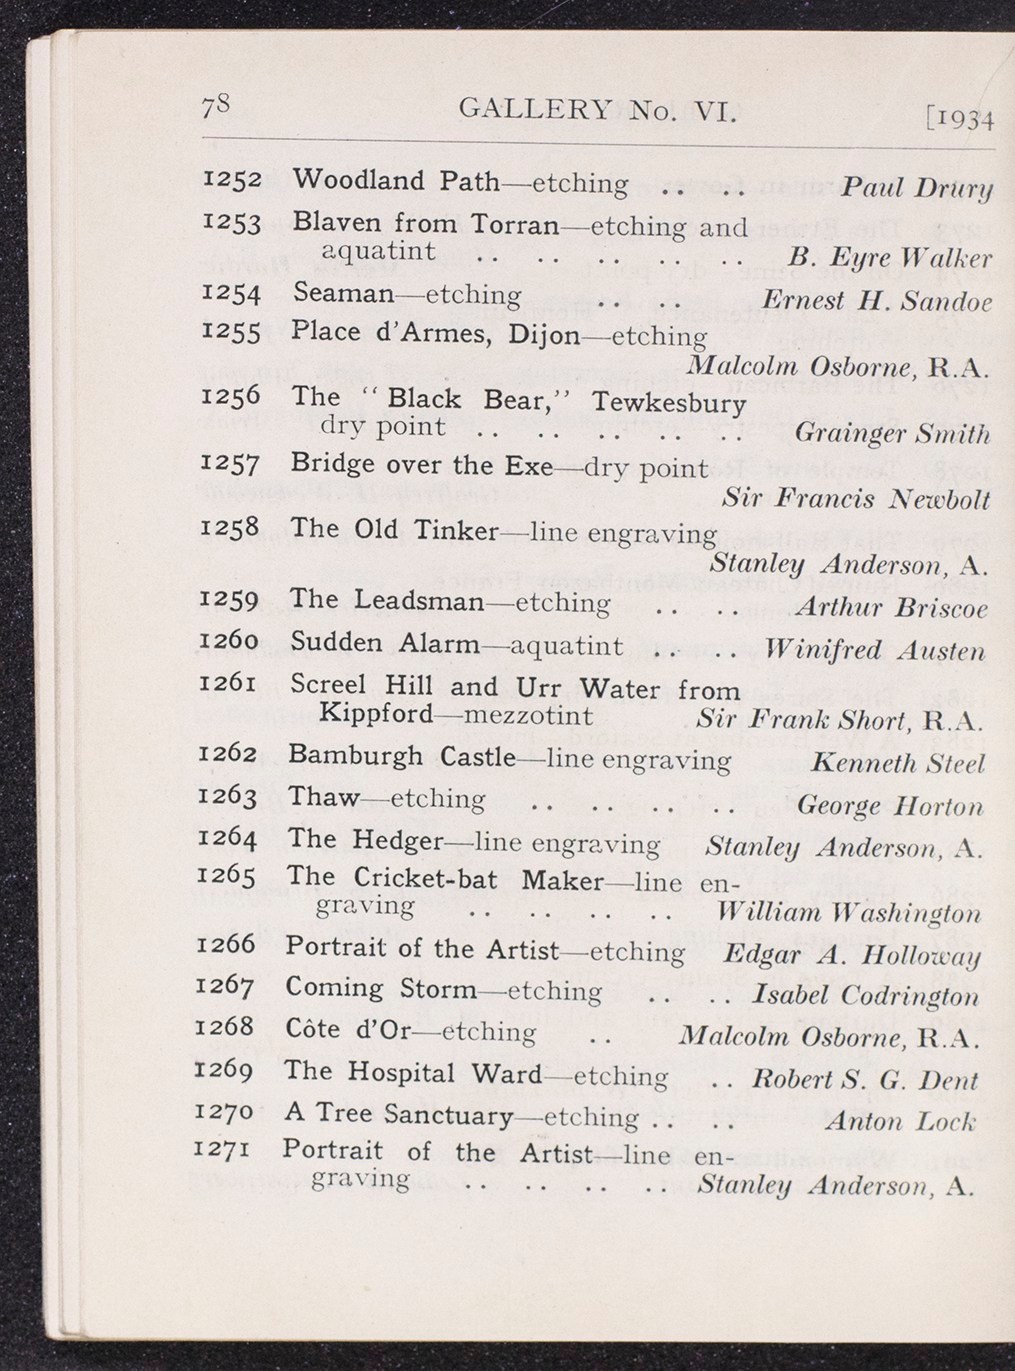 78 GALLERY No. VI. [1934
1252 Woodland Path—etching .. .. Paul Drury
1253 Blaven from Torran—etching and
aquatint .. .. .. .. .. B. Eyre Walker
1254 Seaman—etching .. .. Ernest H. Sandoe
1255 Place d'Armes, Dijon—etching
Malcolm Osborne, R.A.
1256 The "Black Bear," Tewkesbury
dry point .. .. .. .. .. Grainger Smith
1257 Bridge over the Exe—dry point
Sir Francis Newbolt
1258 The Old Tinker—line engraving
Stanley Anderson, A.
1259 The Leadsman—etching .. .. Arthur Briscoe
1260 Sudden Alarm—aquatint .. .. Winifred Austen
1261 Screel Hill and Urr Water from
Kippford—mezzotint Sir Frank Short, R.A.
1262 Bamburgh Castle—line engraving Kenneth Steel
1263 Thaw—etching .. .. .. .. George Horton
1264 The Hedger—line engraving Stanley Anderson, A.
1265 The Cricket-bat Maker—line en-
graving .. .. .. .. William Washington
1266 Portrait of the Artist—etching Edgar A. Holloway
1267 Coming Storm—etching .. .. Isabel Codrington
1268 Côte d'Or—etching .. Malcolm Osborne, R.A.
1269 The Hospital Ward—etching .. Robert S. G. Dent
1270 A Tree Sanctuary—etching .. .. Anton Lock
1271 Portrait of the Artist—line en-
graving .. .. .. .. Stanley Anderson, A.